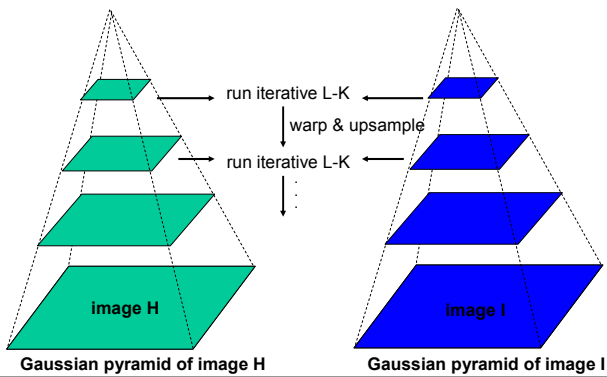 run iterative L-K
warp & upsample
run iterative L-K
.
.
.
image H
image I
Gaussian pyramid of image H
Gaussian pyramid of image I